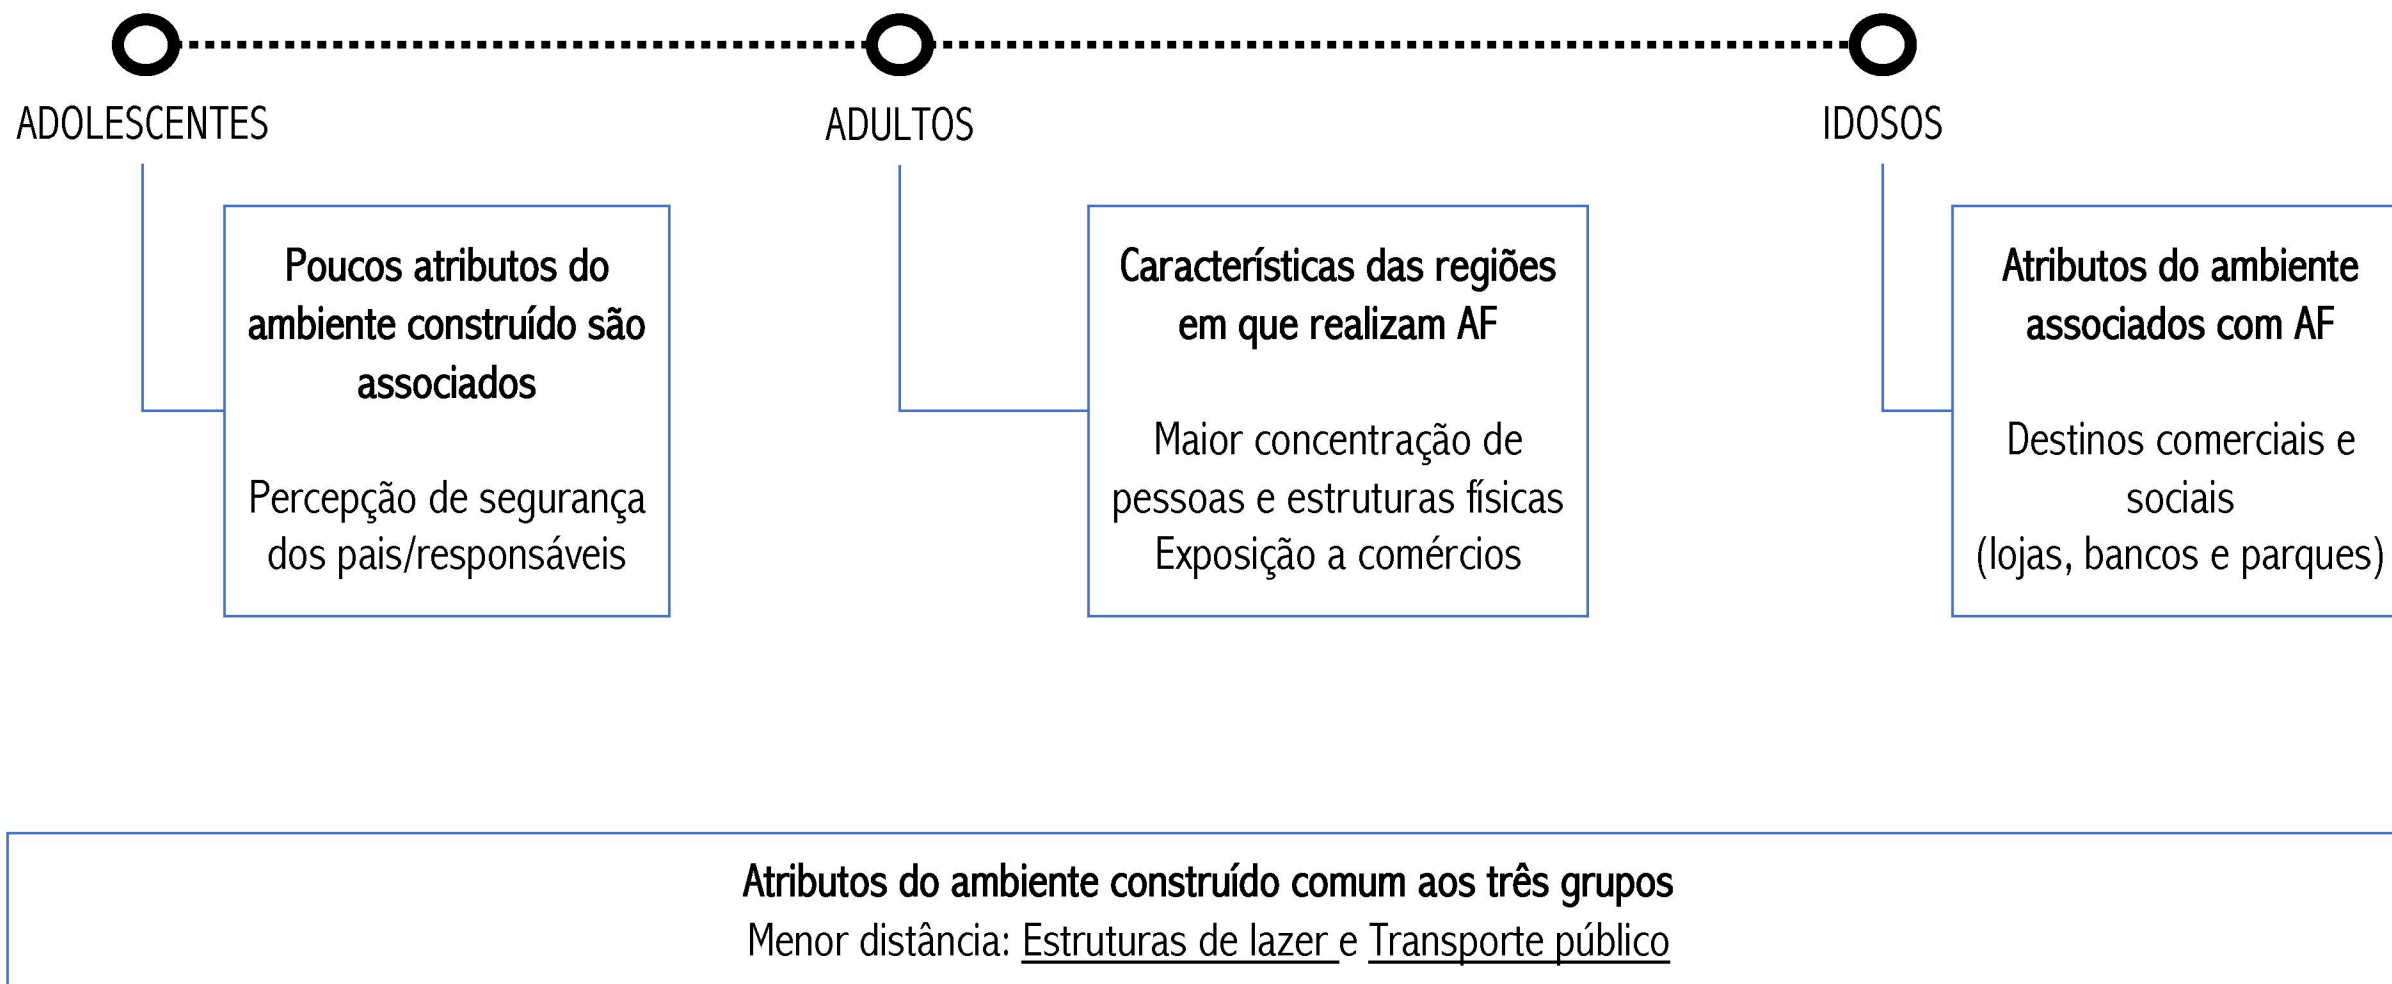 ADOLESCENTES
ADULTOS
IDOSOS
Poucos atributos do
ambiente construído são
associados
Percepção de segurança
dos pais/responsáveis
Características das regiões
em que realizam AF
Maior concentração de
pessoas e estruturas físicas
Exposição a comércios
Atributos do ambiente
associados com AF
Destinos comerciais e
sociais
(lojas, bancos e parques)
Atributos do ambiente construído comum aos três grupos
Menor distância: Estruturas de lazer e Transporte público